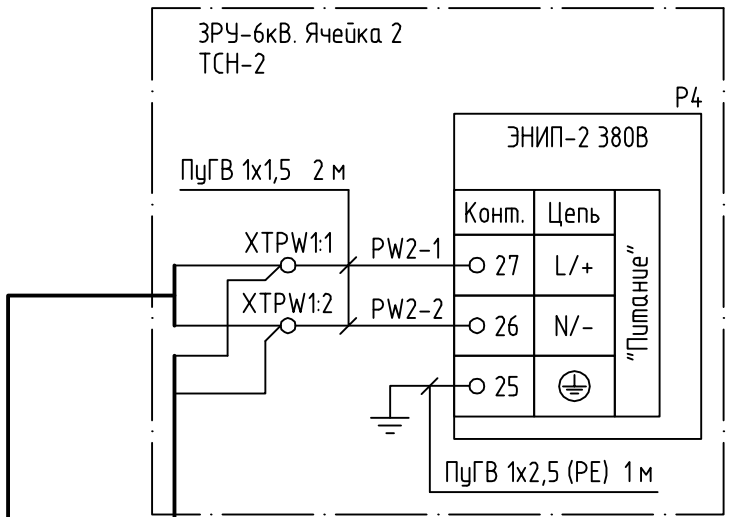 ЗРУ-6кВ. Ячейка 2
ТСН-2
Р4
ЭНИП-2 380В
ПуГВ 1х1,5 2 м
Конт. Цепь
XTPW1:1 PW2-1 27 L/+
XTPW1:2 PW2-2 26 N/-
25
"Питание"
ПуГВ 1х2,5 (РЕ) 1 м